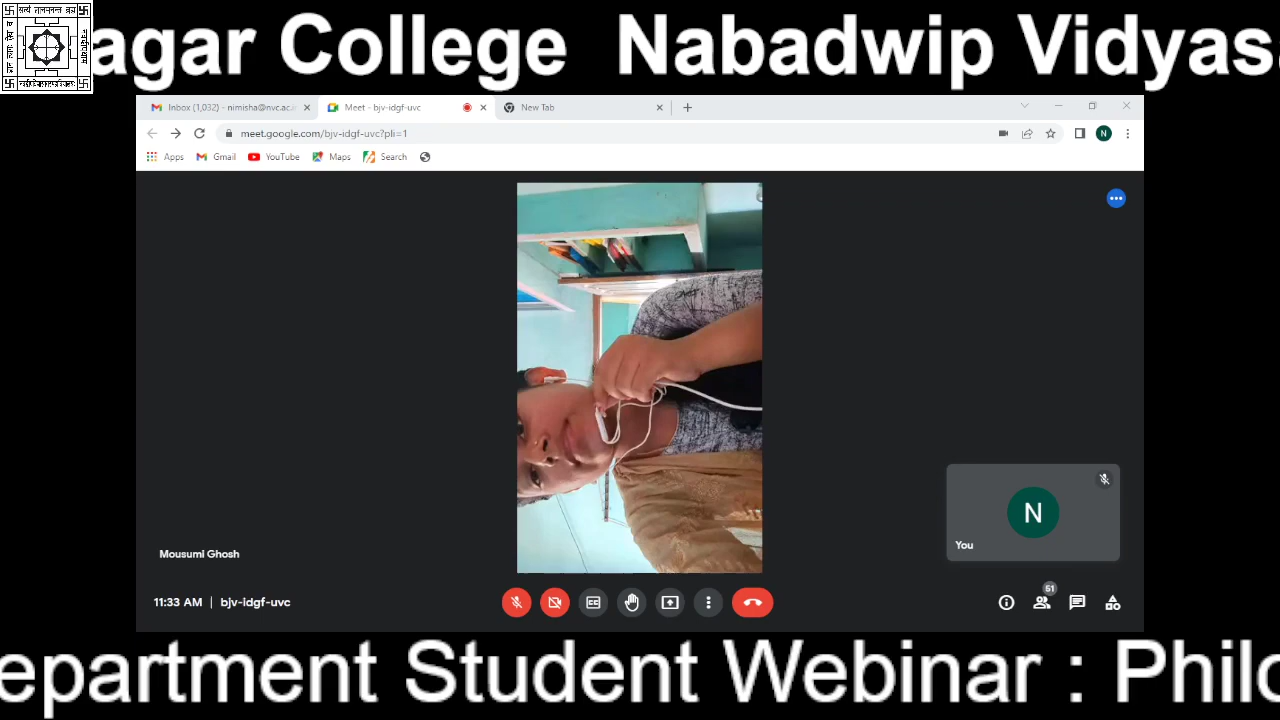 agar College Nabadwip Vidyas
Inbox (1,032) - nimisha@nvc.ac.
Meet - bjv-idgf-uvc
New Tab
meet.google.com/bjv-idgf-uvc?pli=1
N
Apps
Gmail
YouTube
Maps
Search
N
You
Mousumi Ghosh
11:33 AM | bjv-idgf-uvc
CC
51
epartment Student Webinar : Philo